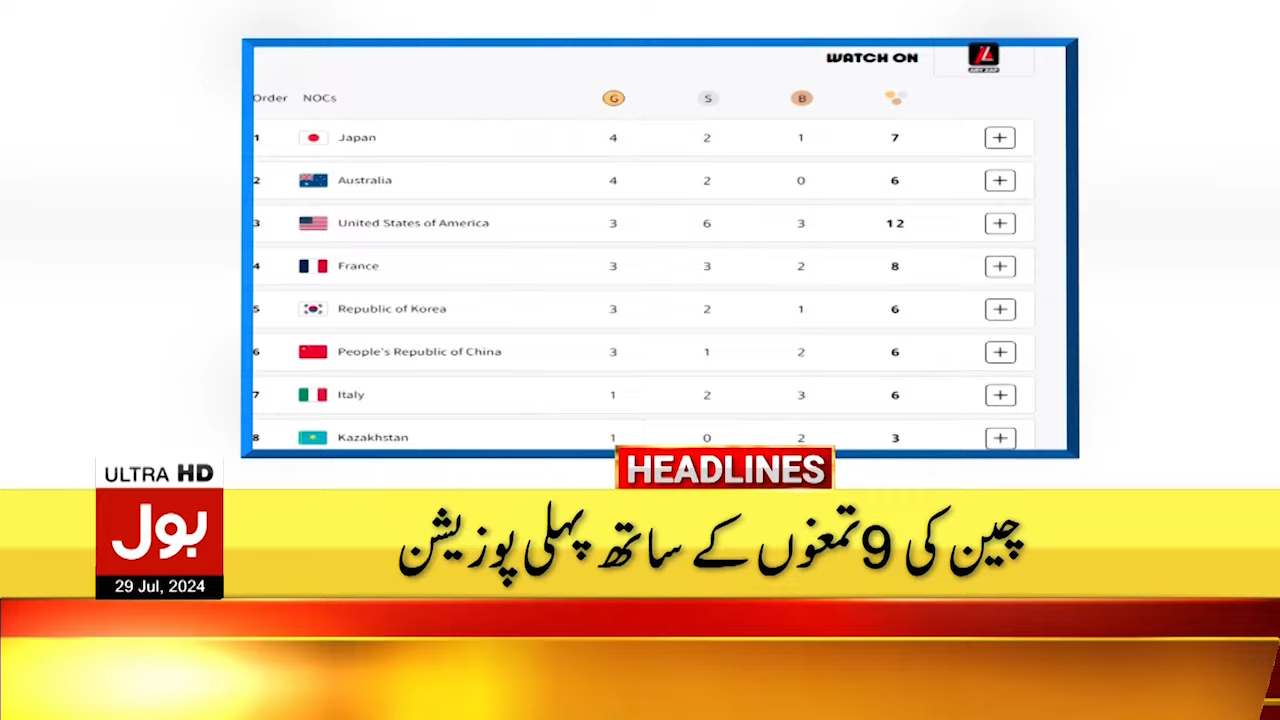 WATCH ON
Order NOCs G S B
1 Japan 4 2 1 7
2 Australia 4 2 0 6
3 United States of America 3 6 3 12
4 France 3 3 2 8
5 Republic of Korea 3 2 1 6
6 People's Republic of China 3 1 2 6
7 Italy 1 2 3 6
8 Kazakhstan 1 0 2 3
HEADLINES
ULTRA HD
بول
29 Jul, 2024
چین کی 9 تمغوں کے ساتھ پہلی پوزیشن